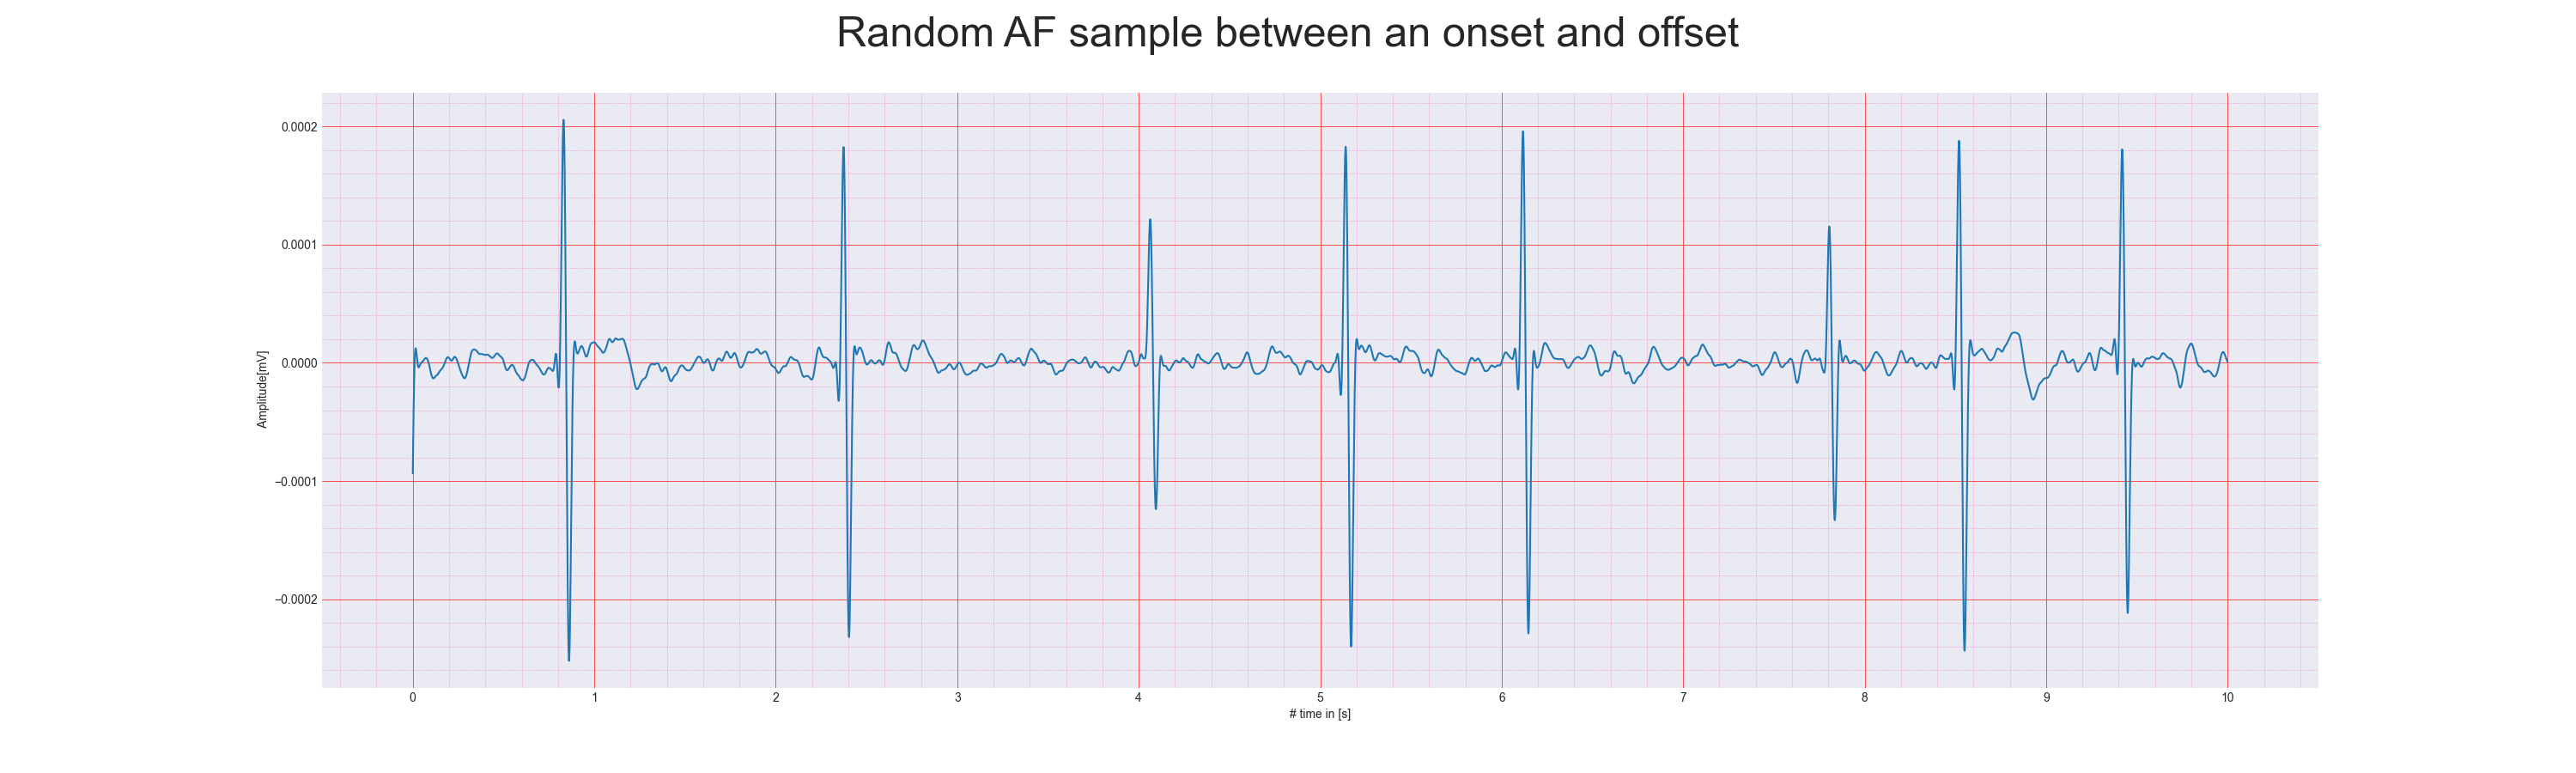 Random AF sample between an onset and offset
0.0002
0.0001
0.0000
−0.0001
−0.0002
Amplitude[mV]
0 1 2 3 4 5 6 7 8 9 10
# time in [s]